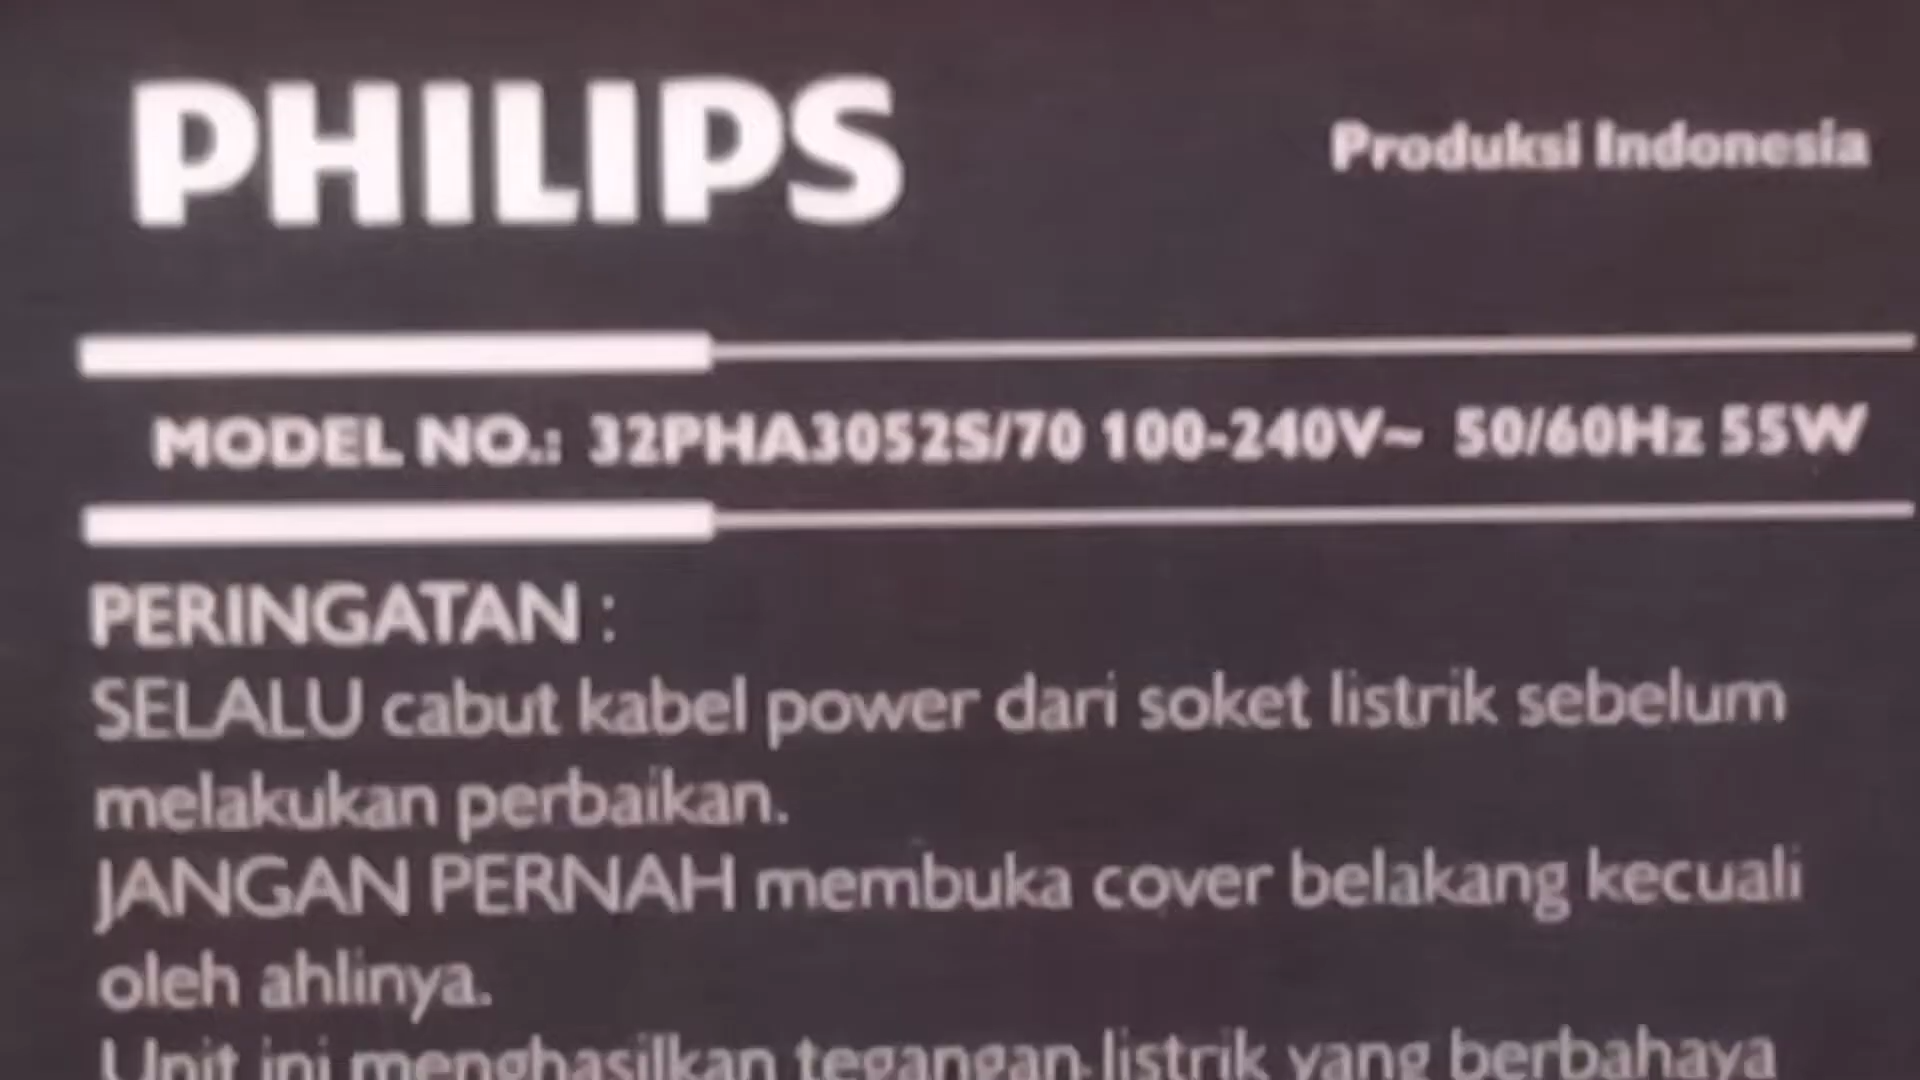 PHILIPS
Produksi Indonesia
MODEL NO.: 32PHA3052S/70 100-240V~ 50/60Hz 55W
PERINGATAN :
SELALU cabut kabel power dari soket listrik sebelum
melakukan perbaikan.
JANGAN PERNAH membuka cover belakang kecuali
oleh ahlinya.
Unit ini menghasilkan tegangan listrik yang berbahaya